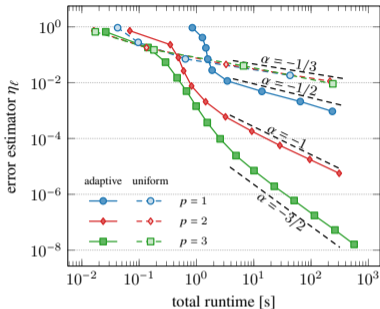 10^0
10^−2
10^−4
10^−6
10^−8
error estimator η_ℓ
α = −1/3
α = −1/2
α = −1
α = −3/2
adaptive uniform
p = 1
p = 2
p = 3
10^−2 10^−1 10^0 10^1 10^2 10^3
total runtime [s]